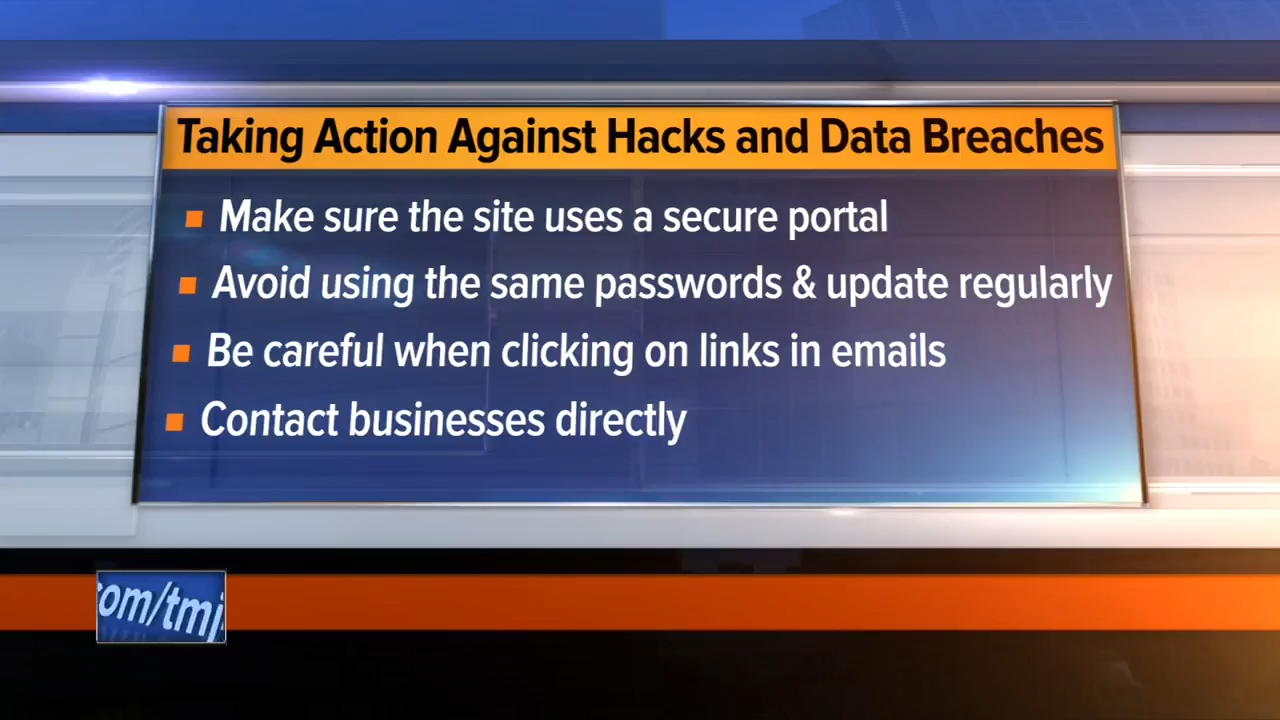 Taking Action Against Hacks and Data Breaches
Make sure the site uses a secure portal
Avoid using the same passwords & update regularly
Be careful when clicking on links in emails
Contact businesses directly
om/tmj